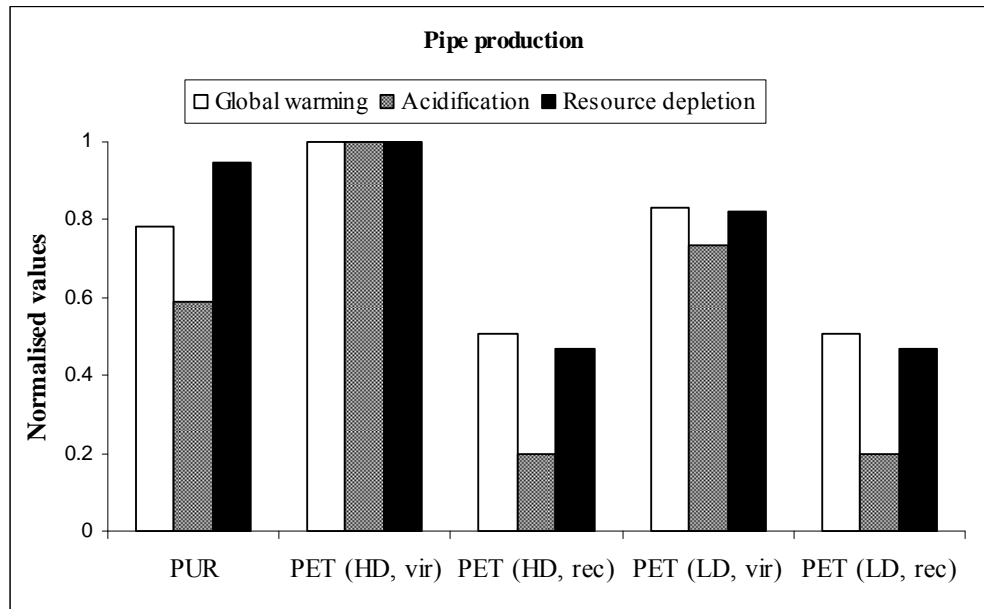 Pipe production
Global warming Acidification Resource depletion
Normalised values
1
0.8
0.6
0.4
0.2
0
PUR PET (HD, vir) PET (HD, rec) PET (LD, vir) PET (LD, rec)